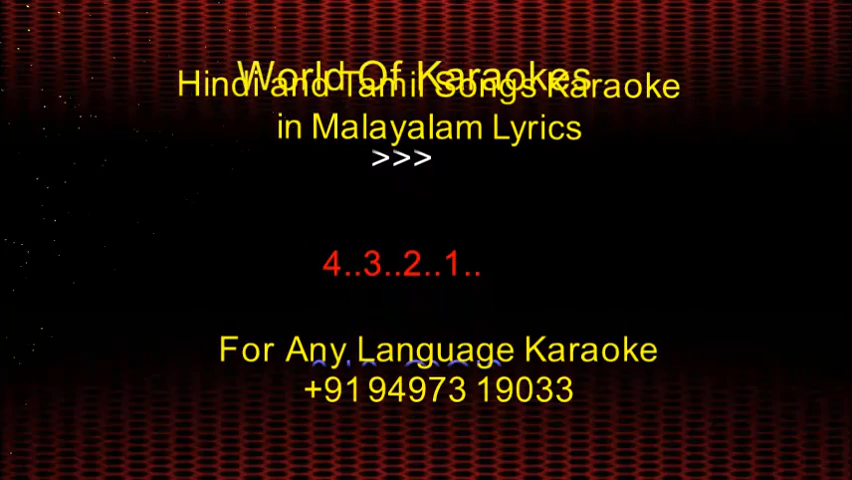 World Of Karaokes
Hindi and Tamil Songs Karaoke
in Malayalam Lyrics
>>>
4..3..2..1..
For Any Language Karaoke
+91 94973 19033